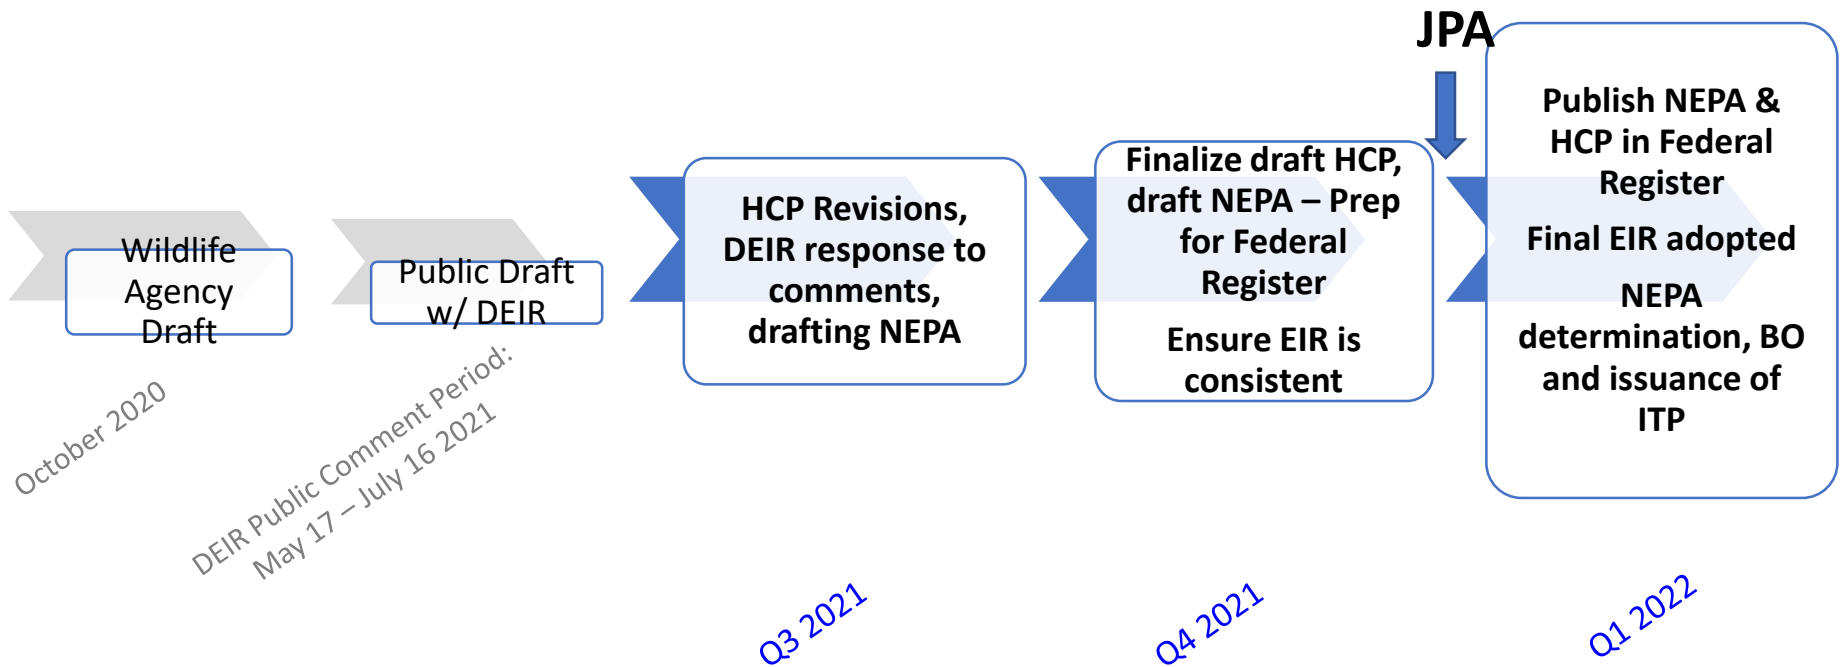 Wildlife
Agency
Draft
October 2020
Public Draft
w/ DEIR
DEIR Public Comment Period:
May 17 – July 16 2021
HCP Revisions,
DEIR response to
comments,
drafting NEPA
Q3 2021
Finalize draft HCP,
draft NEPA – Prep
for Federal
Register
Ensure EIR is
consistent
Q4 2021
JPA
Publish NEPA &
HCP in Federal
Register
Final EIR adopted
NEPA
determination, BO
and issuance of
ITP
Q1 2022